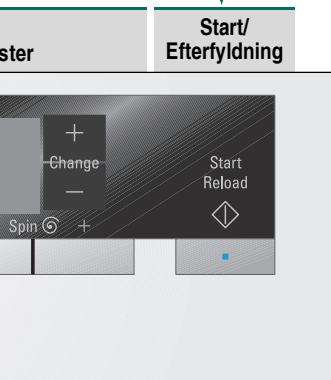 Start/
ster Efterfyldning
+
Change
—
Start
Reload
Spin +